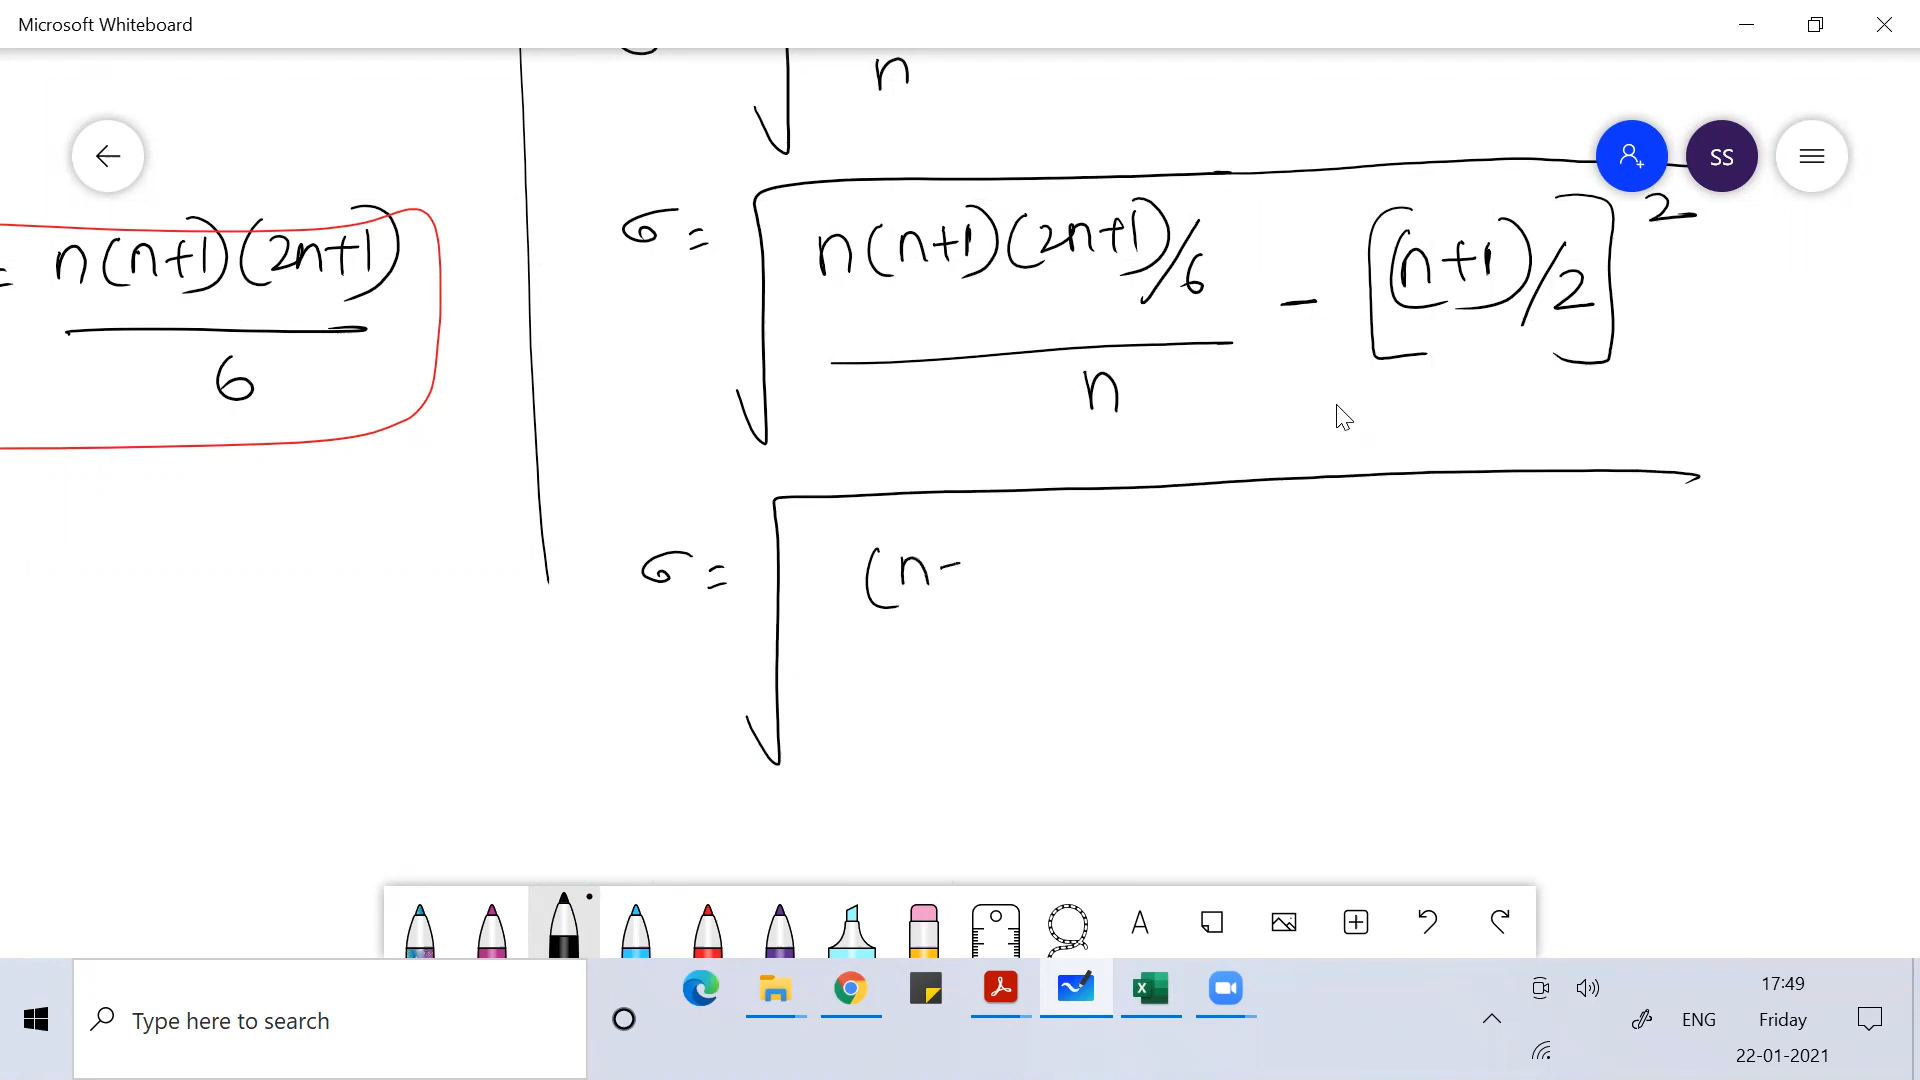 Microsoft Whiteboard
n
SS
= n(n+1)(2n+1)
6
σ = √ n(n+1)(2n+1)/6 - [(n+1)/2]²
n
σ = √ (n-
A
Type here to search
17:49
ENG
Friday
22-01-2021